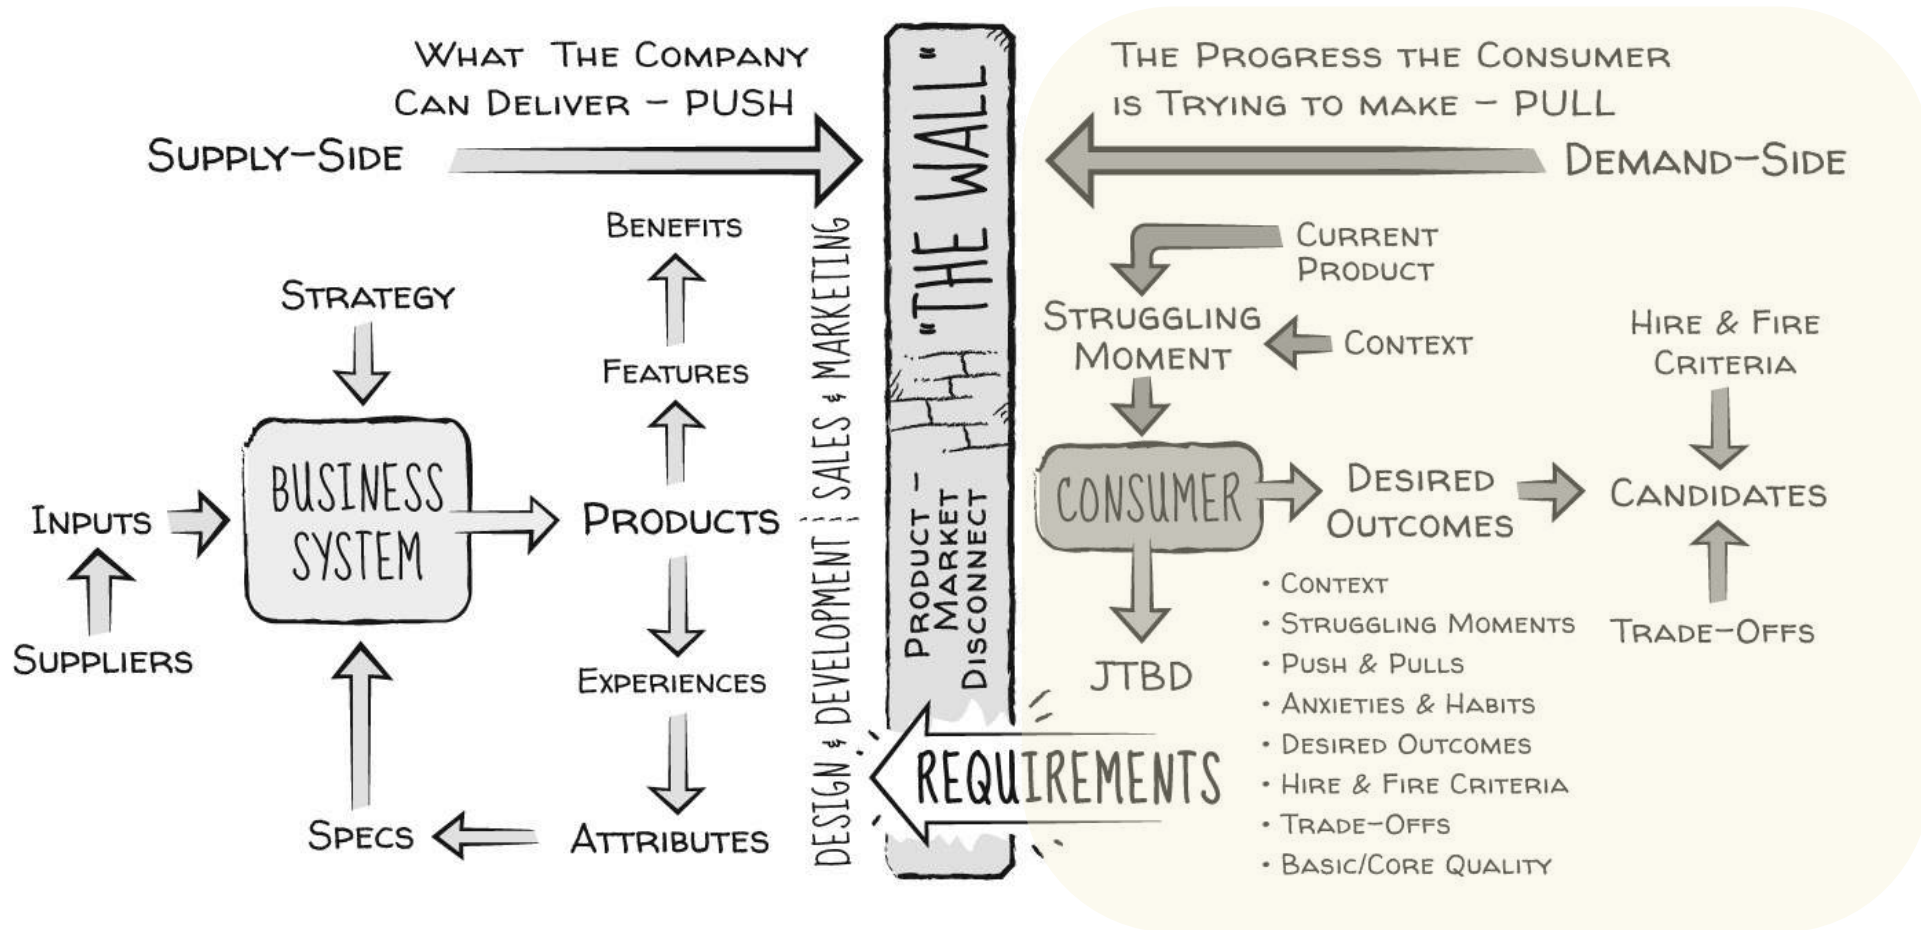 WHAT THE COMPANY
CAN DELIVER – PUSH
SUPPLY-SIDE
BENEFITS
STRATEGY
FEATURES
BUSINESS
SYSTEM
INPUTS
PRODUCTS
SUPPLIERS
EXPERIENCES
SPECS
ATTRIBUTES
DESIGN & DEVELOPMENT | SALES & MARKETING
"THE WALL"
PRODUCT –
MARKET
DISCONNECT
REQUIREMENTS
THE PROGRESS THE CONSUMER
IS TRYING TO MAKE – PULL
DEMAND-SIDE
CURRENT
PRODUCT
STRUGGLING
MOMENT
CONTEXT
HIRE & FIRE
CRITERIA
CONSUMER
DESIRED
OUTCOMES
CANDIDATES
TRADE-OFFS
JTBD
• CONTEXT
• STRUGGLING MOMENTS
• PUSH & PULLS
• ANXIETIES & HABITS
• DESIRED OUTCOMES
• HIRE & FIRE CRITERIA
• TRADE-OFFS
• BASIC/CORE QUALITY